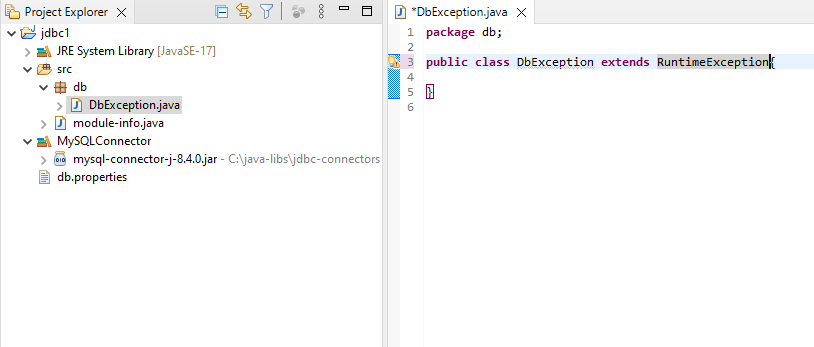 Project Explorer
jdbc1
JRE System Library [JavaSE-17]
src
db
DbException.java
module-info.java
MySQLConnector
mysql-connector-j-8.4.0.jar - C:\java-libs\jdbc-connectors
db.properties
*DbException.java
1 package db;
2
3 public class DbException extends RuntimeException{
4
5 }
6